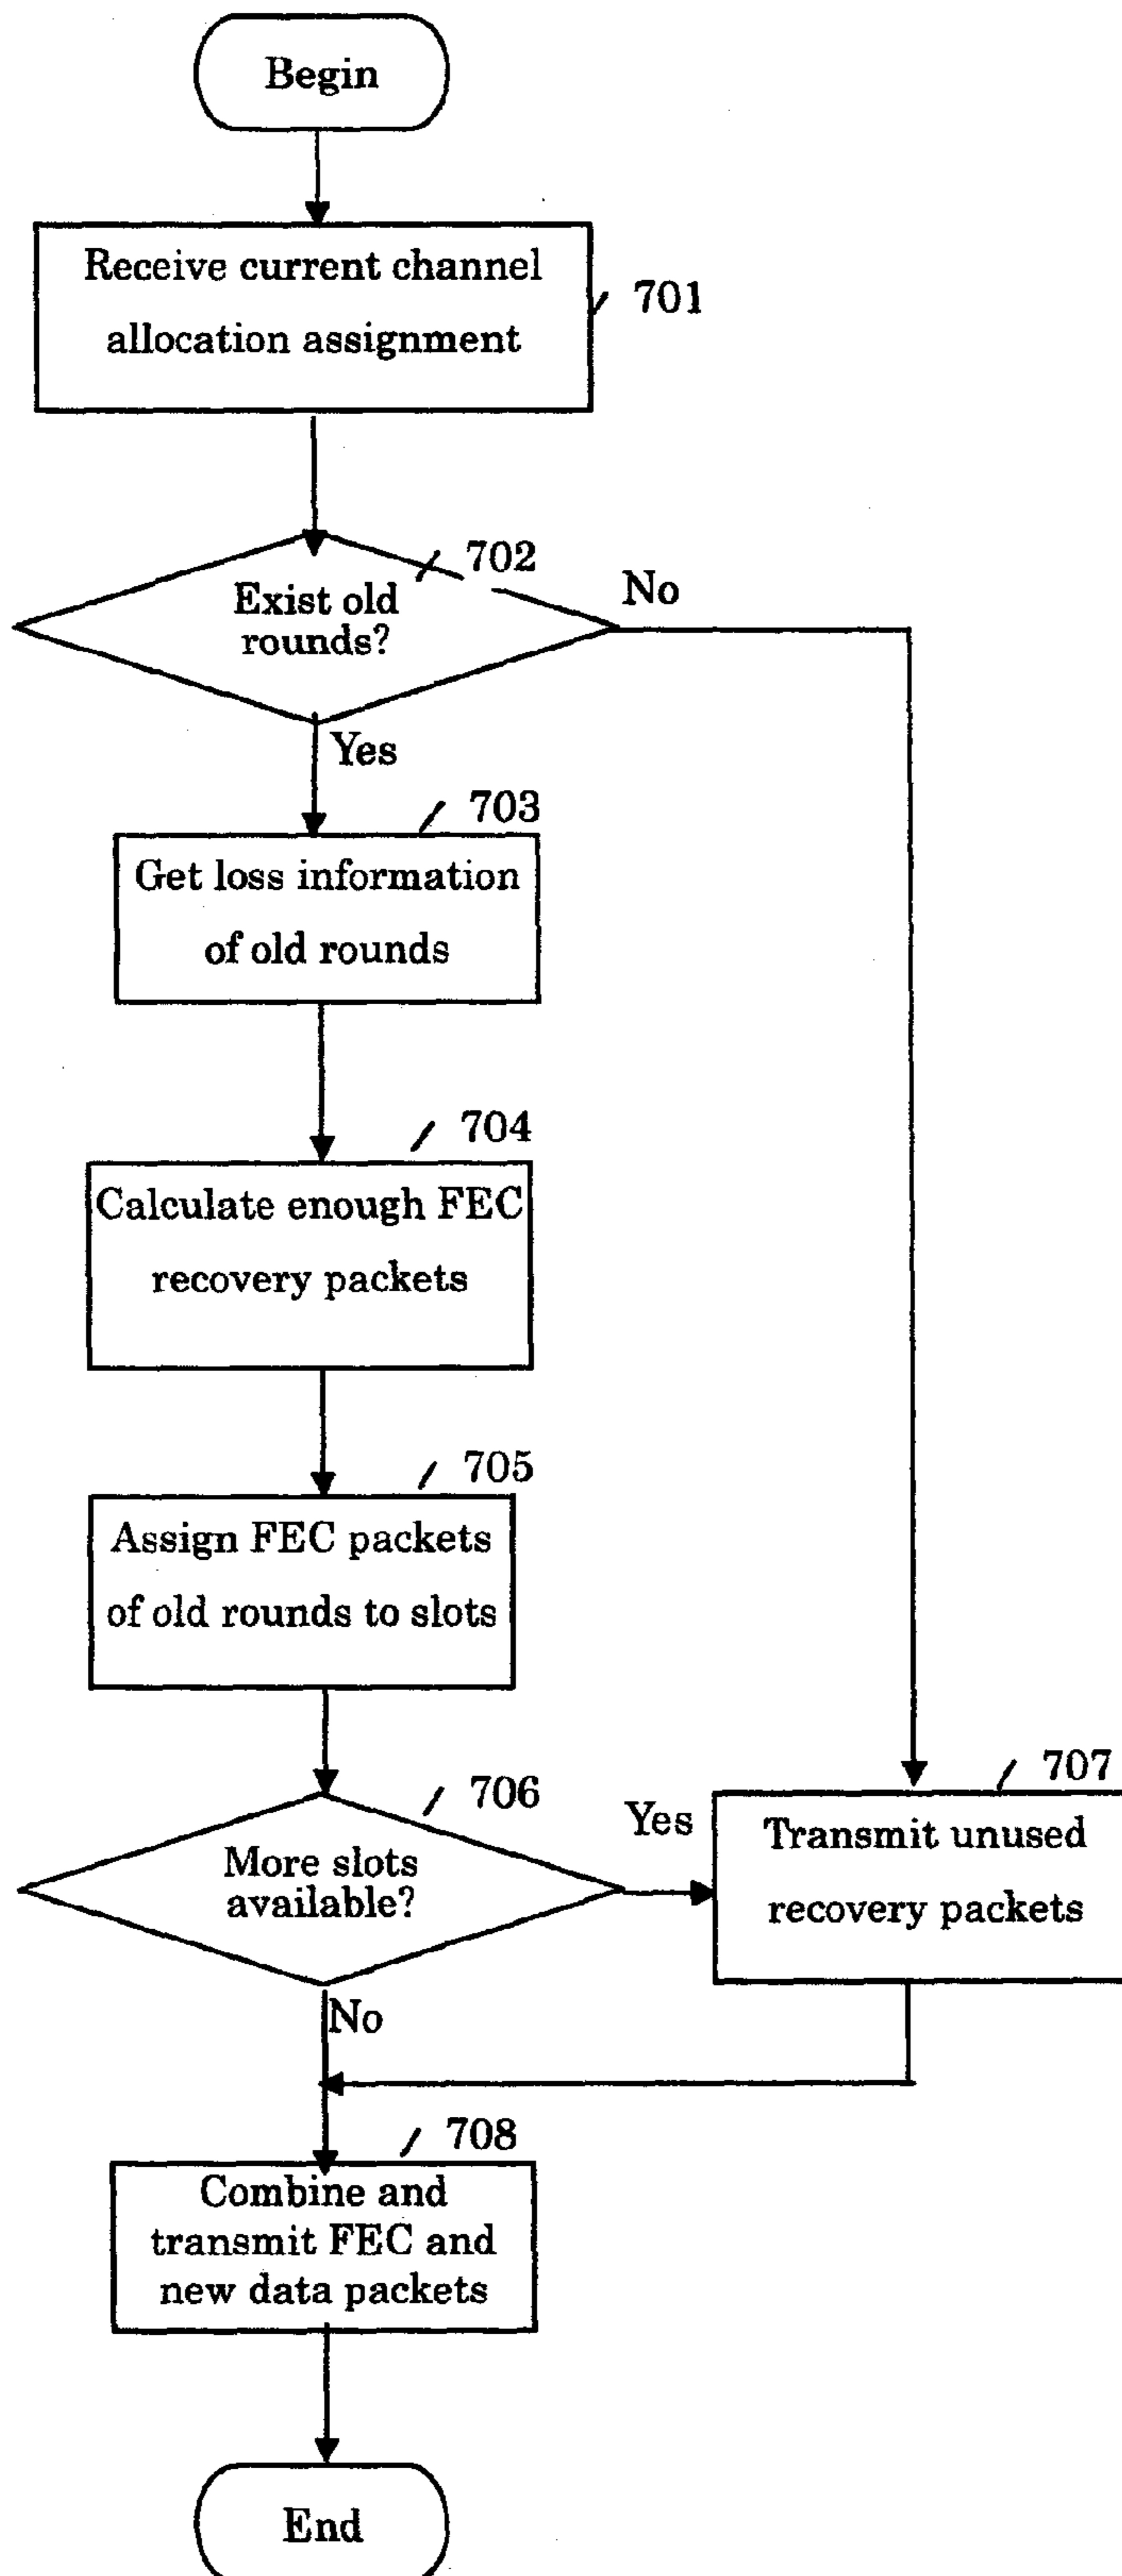 Begin
Receive current channel
allocation assignment
701
702
Exist old
rounds?
No
Yes
703
Get loss information
of old rounds
704
Calculate enough FEC
recovery packets
705
Assign FEC packets
of old rounds to slots
706
More slots
available?
Yes
707
Transmit unused
recovery packets
No
708
Combine and
transmit FEC and
new data packets
End